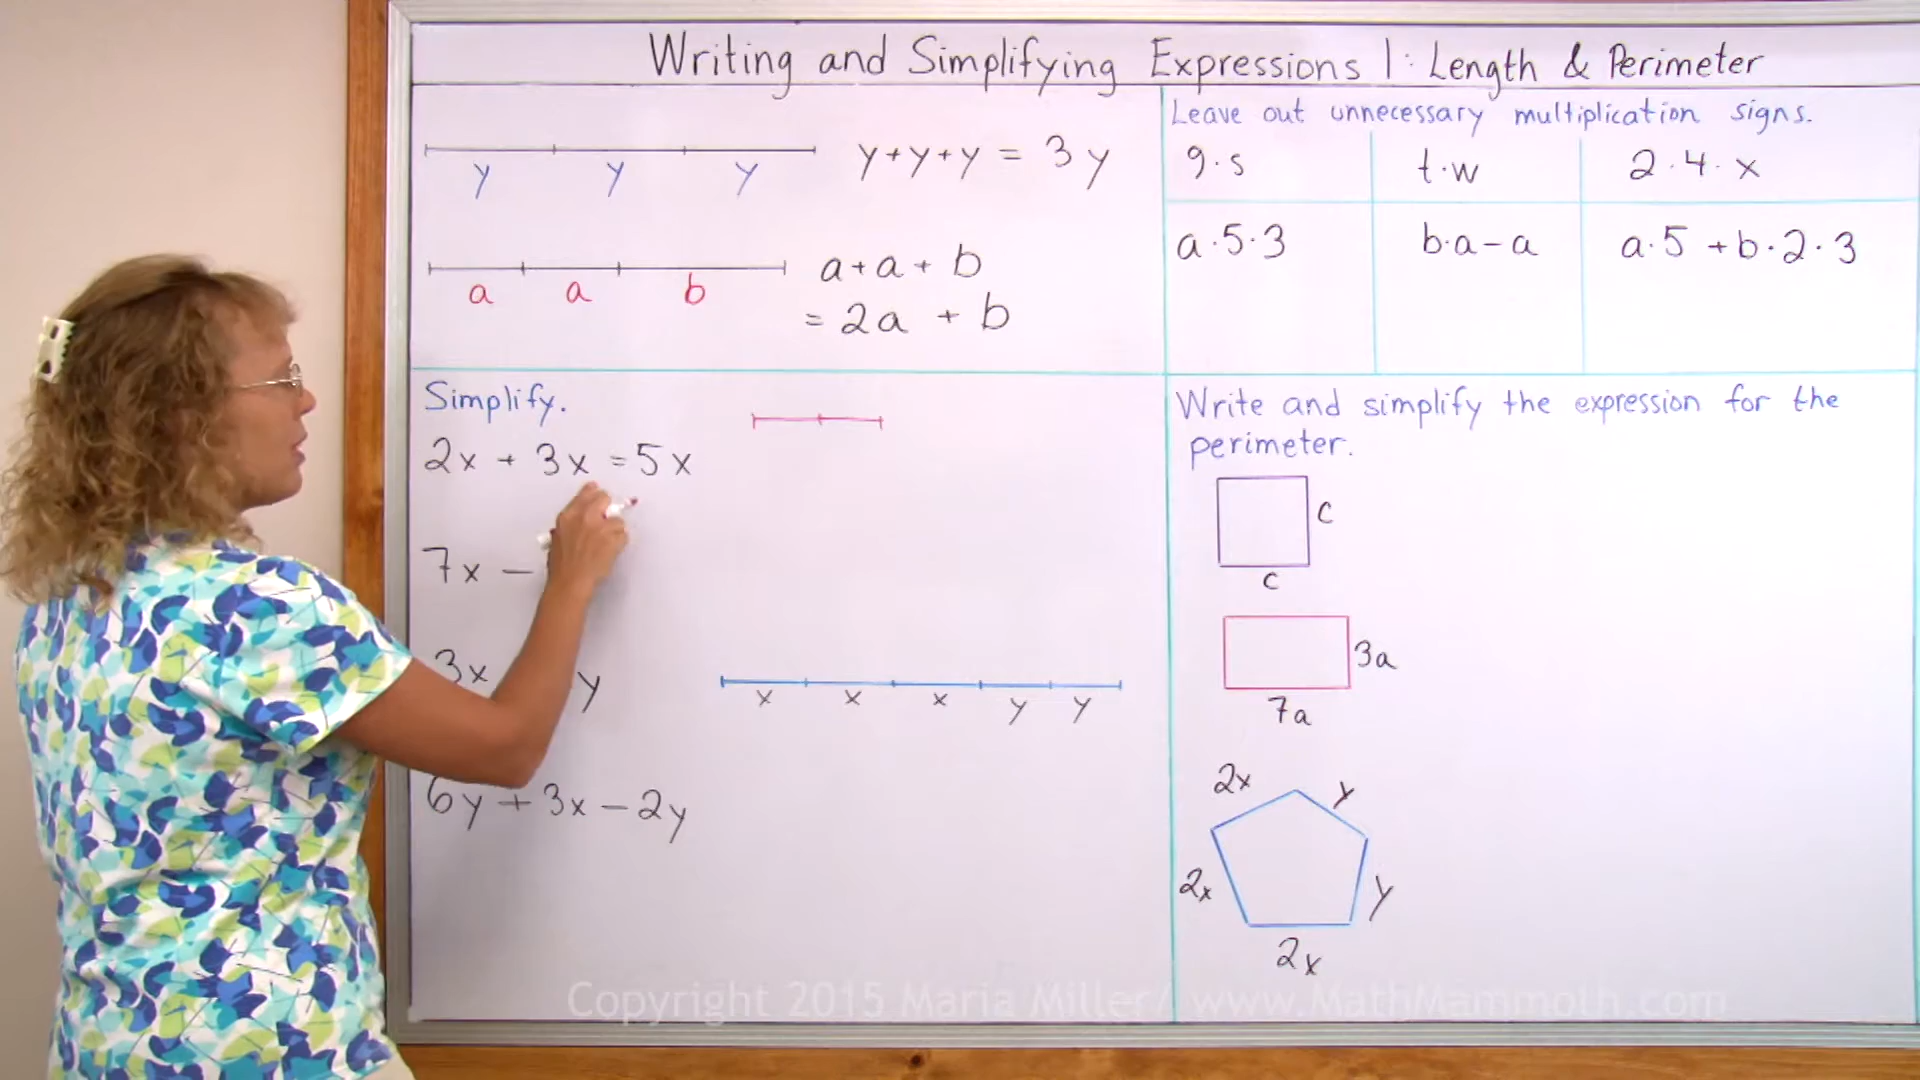 Writing and Simplifying Expressions 1: Length & Perimeter
y y y
y+y+y = 3y
a a b
a+a+b
= 2a + b
Leave out unnecessary multiplication signs.
9·s t·w 2·4·x
a·5·3 b·a−a a·5 +b·2·3
Simplify.
2x + 3x = 5x
7x −
3x y
x x x y y
6y + 3x − 2y
Write and simplify the expression for the
perimeter.
c
c
3a
7a
2x y
2x y
2x
Copyright 2015 Maria Miller/ www.MathMammoth.com